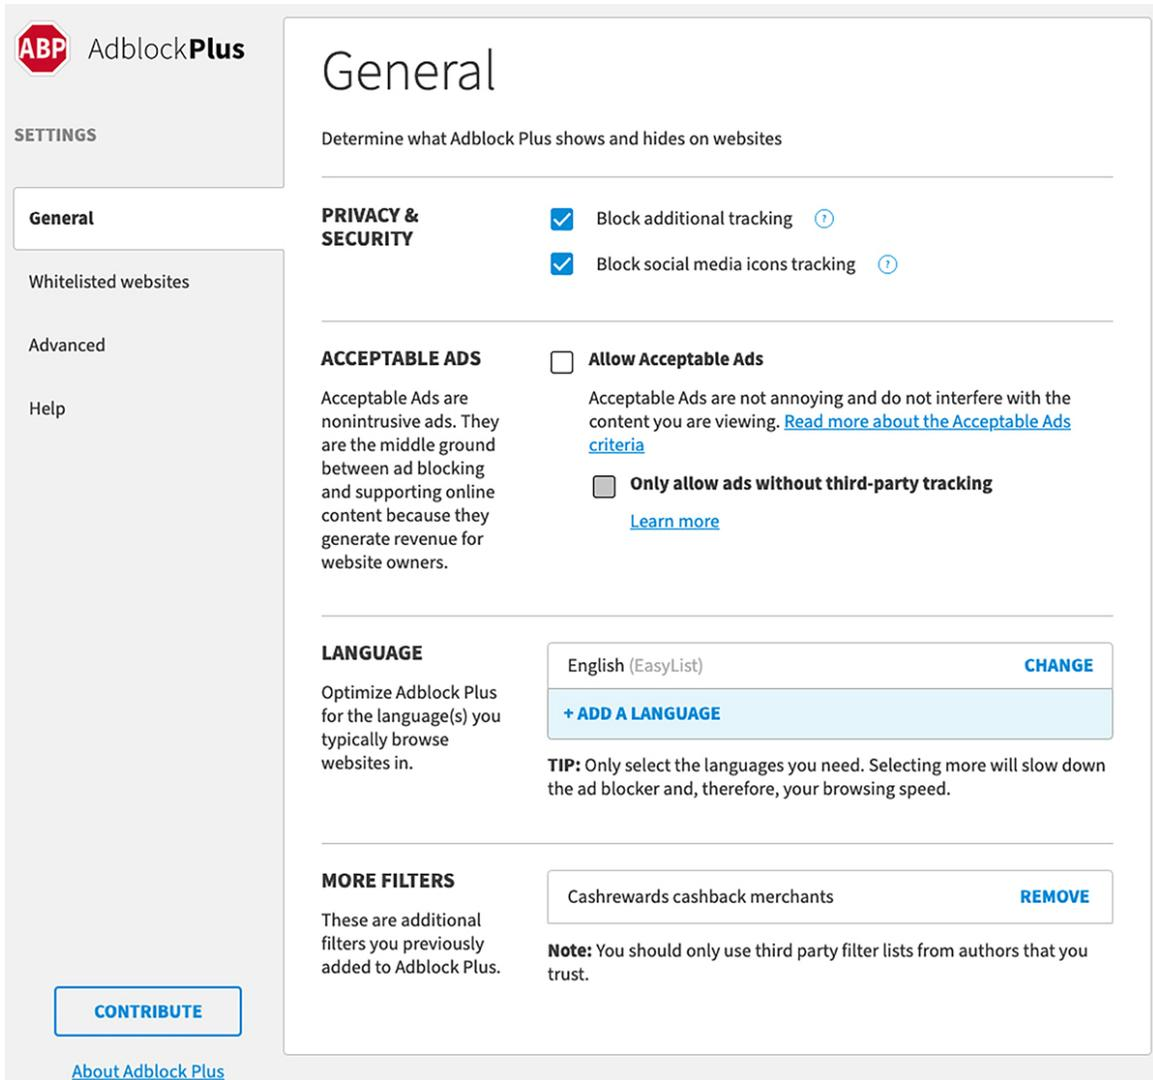 ABP AdblockPlus
SETTINGS
General
Whitelisted websites
Advanced
Help
CONTRIBUTE
About Adblock Plus
General
Determine what Adblock Plus shows and hides on websites
PRIVACY &
SECURITY
Block additional tracking ?
Block social media icons tracking ?
ACCEPTABLE ADS
Acceptable Ads are
nonintrusive ads. They
are the middle ground
between ad blocking
and supporting online
content because they
generate revenue for
website owners.
Allow Acceptable Ads
Acceptable Ads are not annoying and do not interfere with the
content you are viewing. Read more about the Acceptable Ads
criteria
Only allow ads without third-party tracking
Learn more
LANGUAGE
Optimize Adblock Plus
for the language(s) you
typically browse
websites in.
English (EasyList) CHANGE
+ ADD A LANGUAGE
TIP: Only select the languages you need. Selecting more will slow down
the ad blocker and, therefore, your browsing speed.
MORE FILTERS
These are additional
filters you previously
added to Adblock Plus.
Cashrewards cashback merchants REMOVE
Note: You should only use third party filter lists from authors that you
trust.